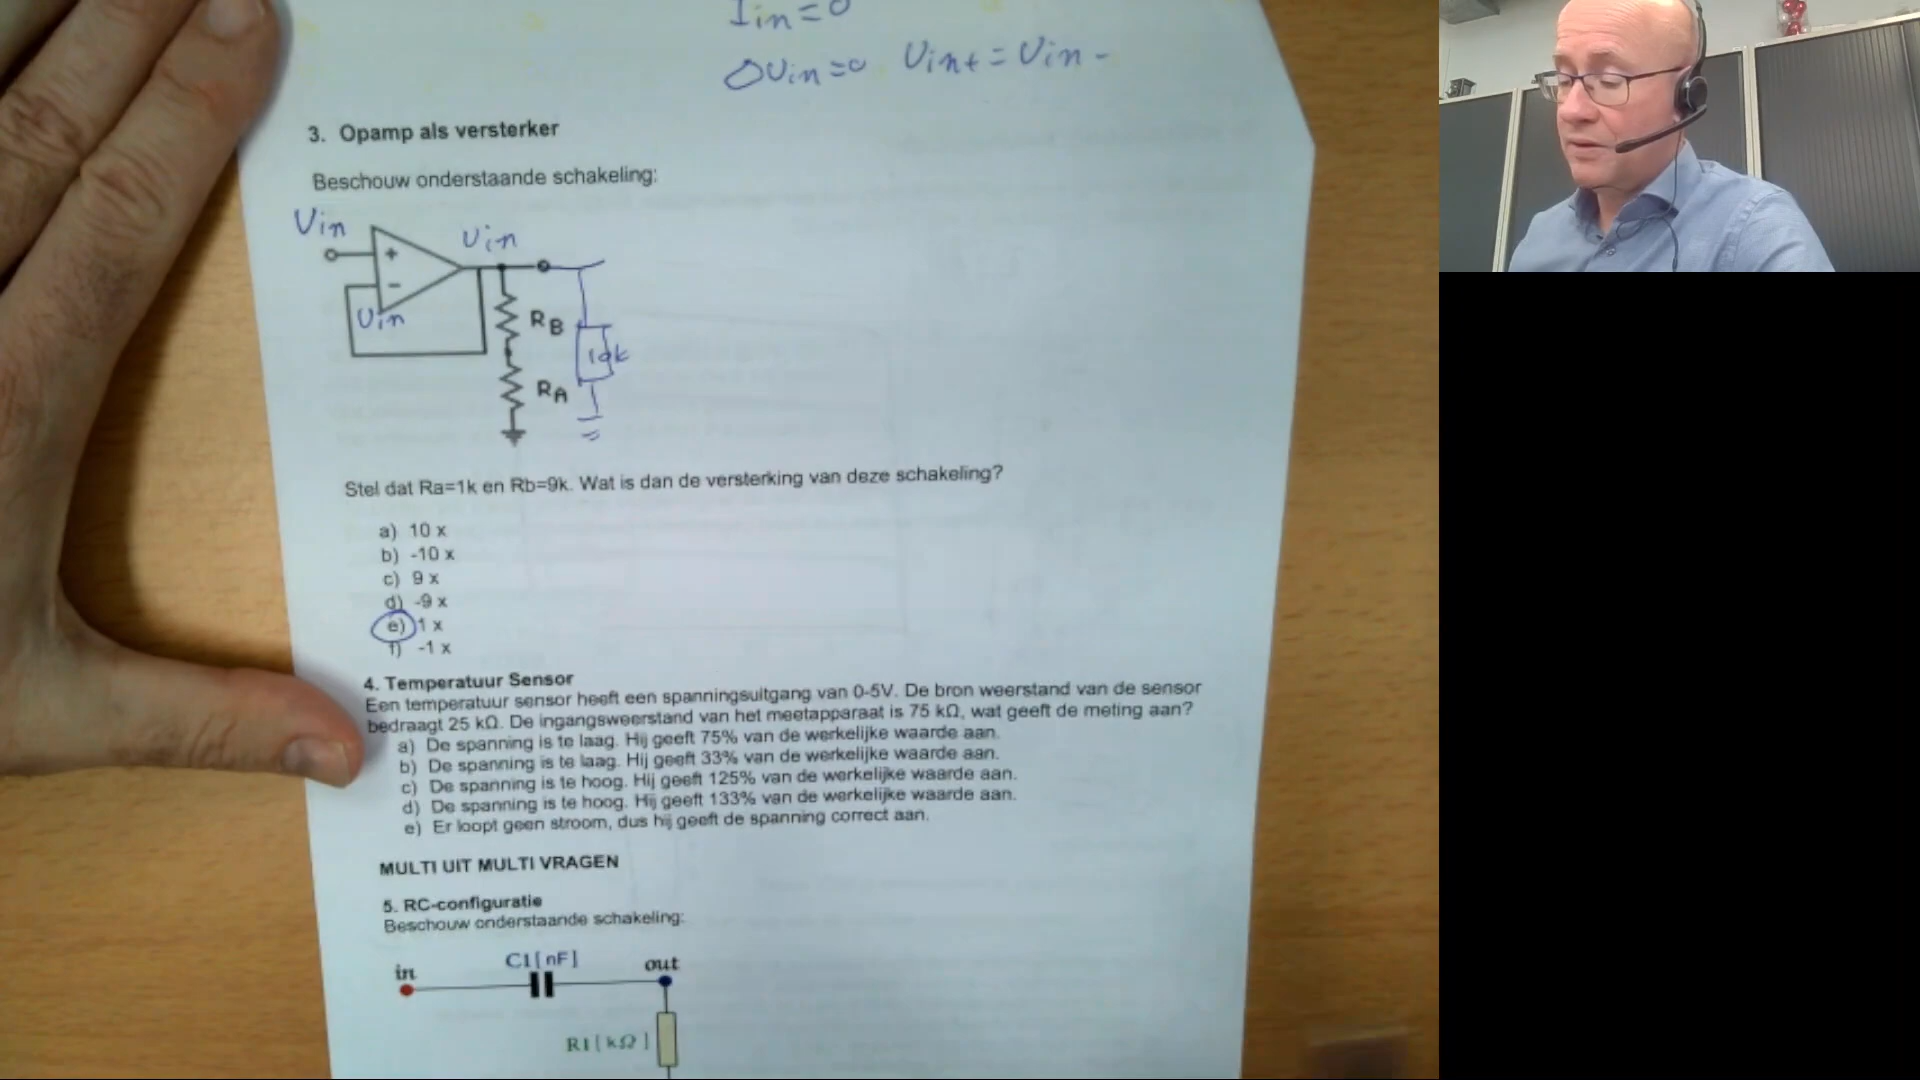 Iin=0
ΔUin=0 Uin+ = Uin-
3. Opamp als versterker
Beschouw onderstaande schakeling:
Uin
Uin
+
-
Uin
RB
10k
RA
Stel dat Ra=1k en Rb=9k. Wat is dan de versterking van deze schakeling?
a) 10 x
b) -10 x
c) 9 x
d) -9 x
e) 1 x
f) -1 x
4. Temperatuur Sensor
Een temperatuur sensor heeft een spanningsuitgang van 0-5V. De bron weerstand van de sensor
bedraagt 25 kΩ. De ingangsweerstand van het meetapparaat is 75 kΩ, wat geeft de meting aan?
a) De spanning is te laag. Hij geeft 75% van de werkelijke waarde aan.
b) De spanning is te laag. Hij geeft 33% van de werkelijke waarde aan.
c) De spanning is te hoog. Hij geeft 125% van de werkelijke waarde aan.
d) De spanning is te hoog. Hij geeft 133% van de werkelijke waarde aan.
e) Er loopt geen stroom, dus hij geeft de spanning correct aan.
MULTI UIT MULTI VRAGEN
5. RC-configuratie
Beschouw onderstaande schakeling:
C1[nF]
in
out
R1[kΩ]